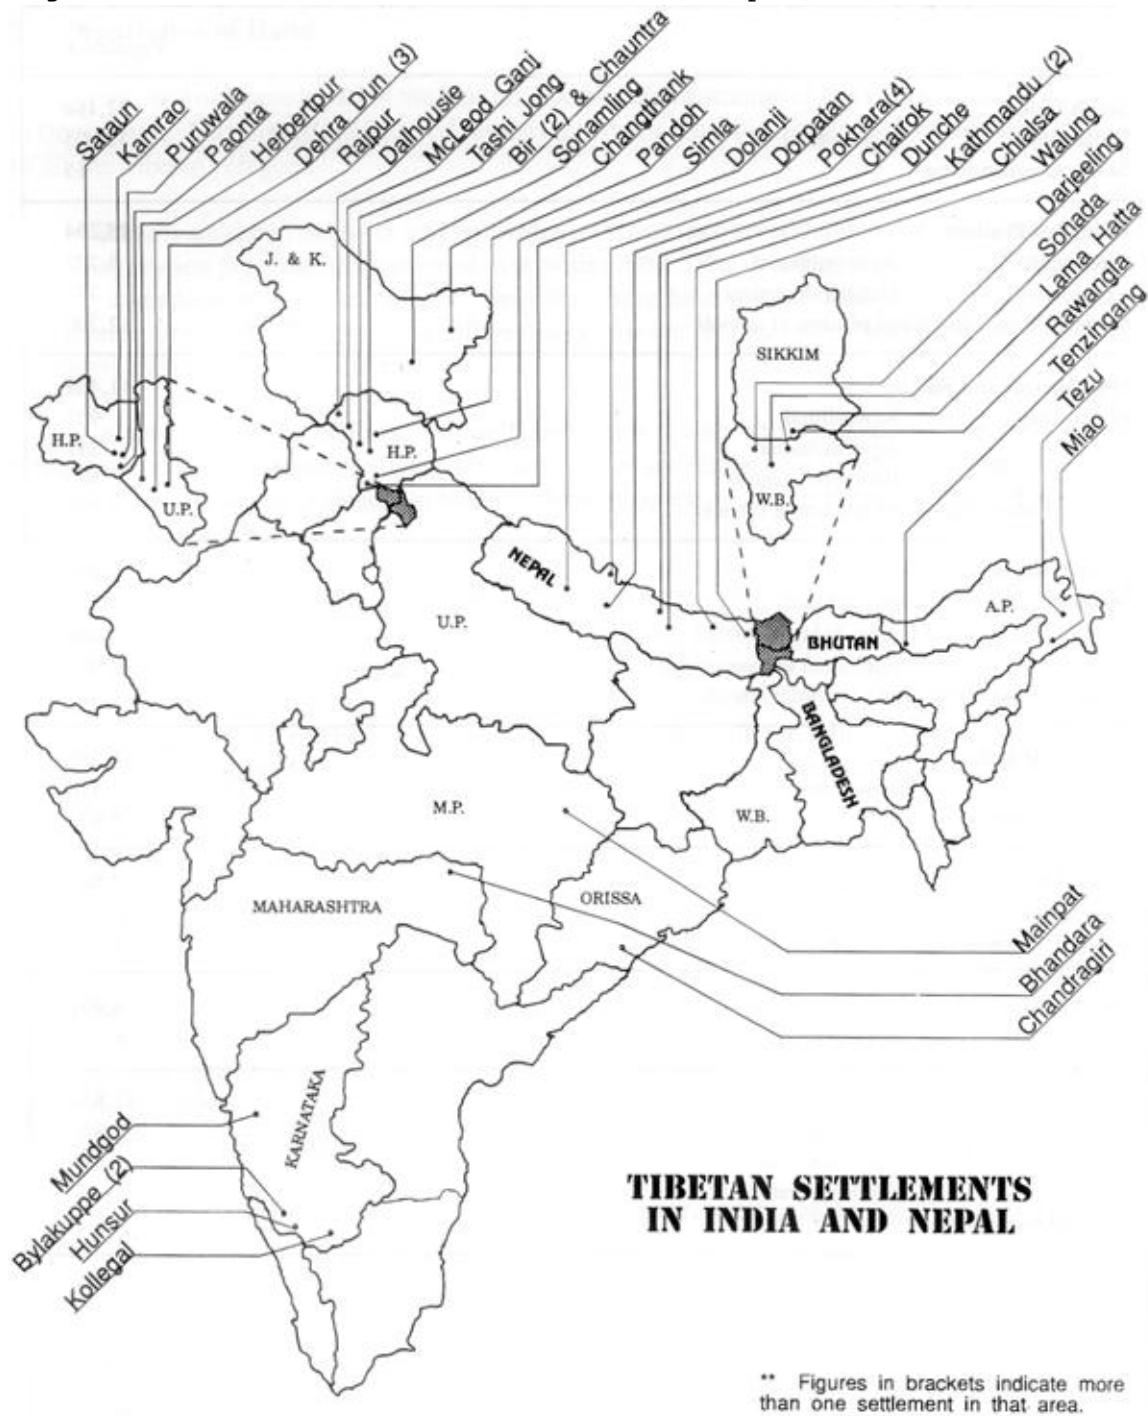 Sataun
Kamrao
Puruwala
Paonta
Herbertpur
Dehra Dun (3)
Rajpur
Dalhousie
McLeod Ganj
Tashi Jong
Bir (2) & Chauntra
Sonamling
Changthank
Pandoh
Simla
Dolanji
Dorpatan
Pokhara(4)
Chairok
Dunche
Kathmandu (2)
Chialsa
Walung
Darjeeling
Sonada
Lama Hatta
Rawangla
Tenzingang
Tezu
Miao
J. & K.
SIKKIM
H.P.
H.P.
W.B.
U.P.
NEPAL
A.P.
U.P.
BHUTAN
BANGLADESH
M.P.
W.B.
MAHARASHTRA
ORISSA
Mainpat
Bhandara
Chandragiri
KARNATAKA
Mundgod
Bylakuppe (2)
Hunsur
Kollegal
TIBETAN SETTLEMENTS
IN INDIA AND NEPAL
** Figures in brackets indicate more
than one settlement in that area.